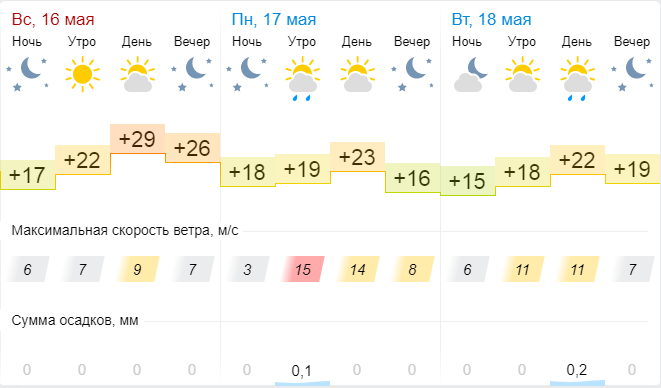 Вс, 16 мая Пн, 17 мая Вт, 18 мая
Ночь Утро День Вечер Ночь Утро День Вечер Ночь Утро День Вечер
+17 +22 +29 +26 +18 +19 +23 +16 +15 +18 +22 +19
Максимальная скорость ветра, м/с
6 7 9 7 3 15 14 8 6 11 11 7
Сумма осадков, мм
0 0 0 0 0 0,1 0 0 0 0 0,2 0